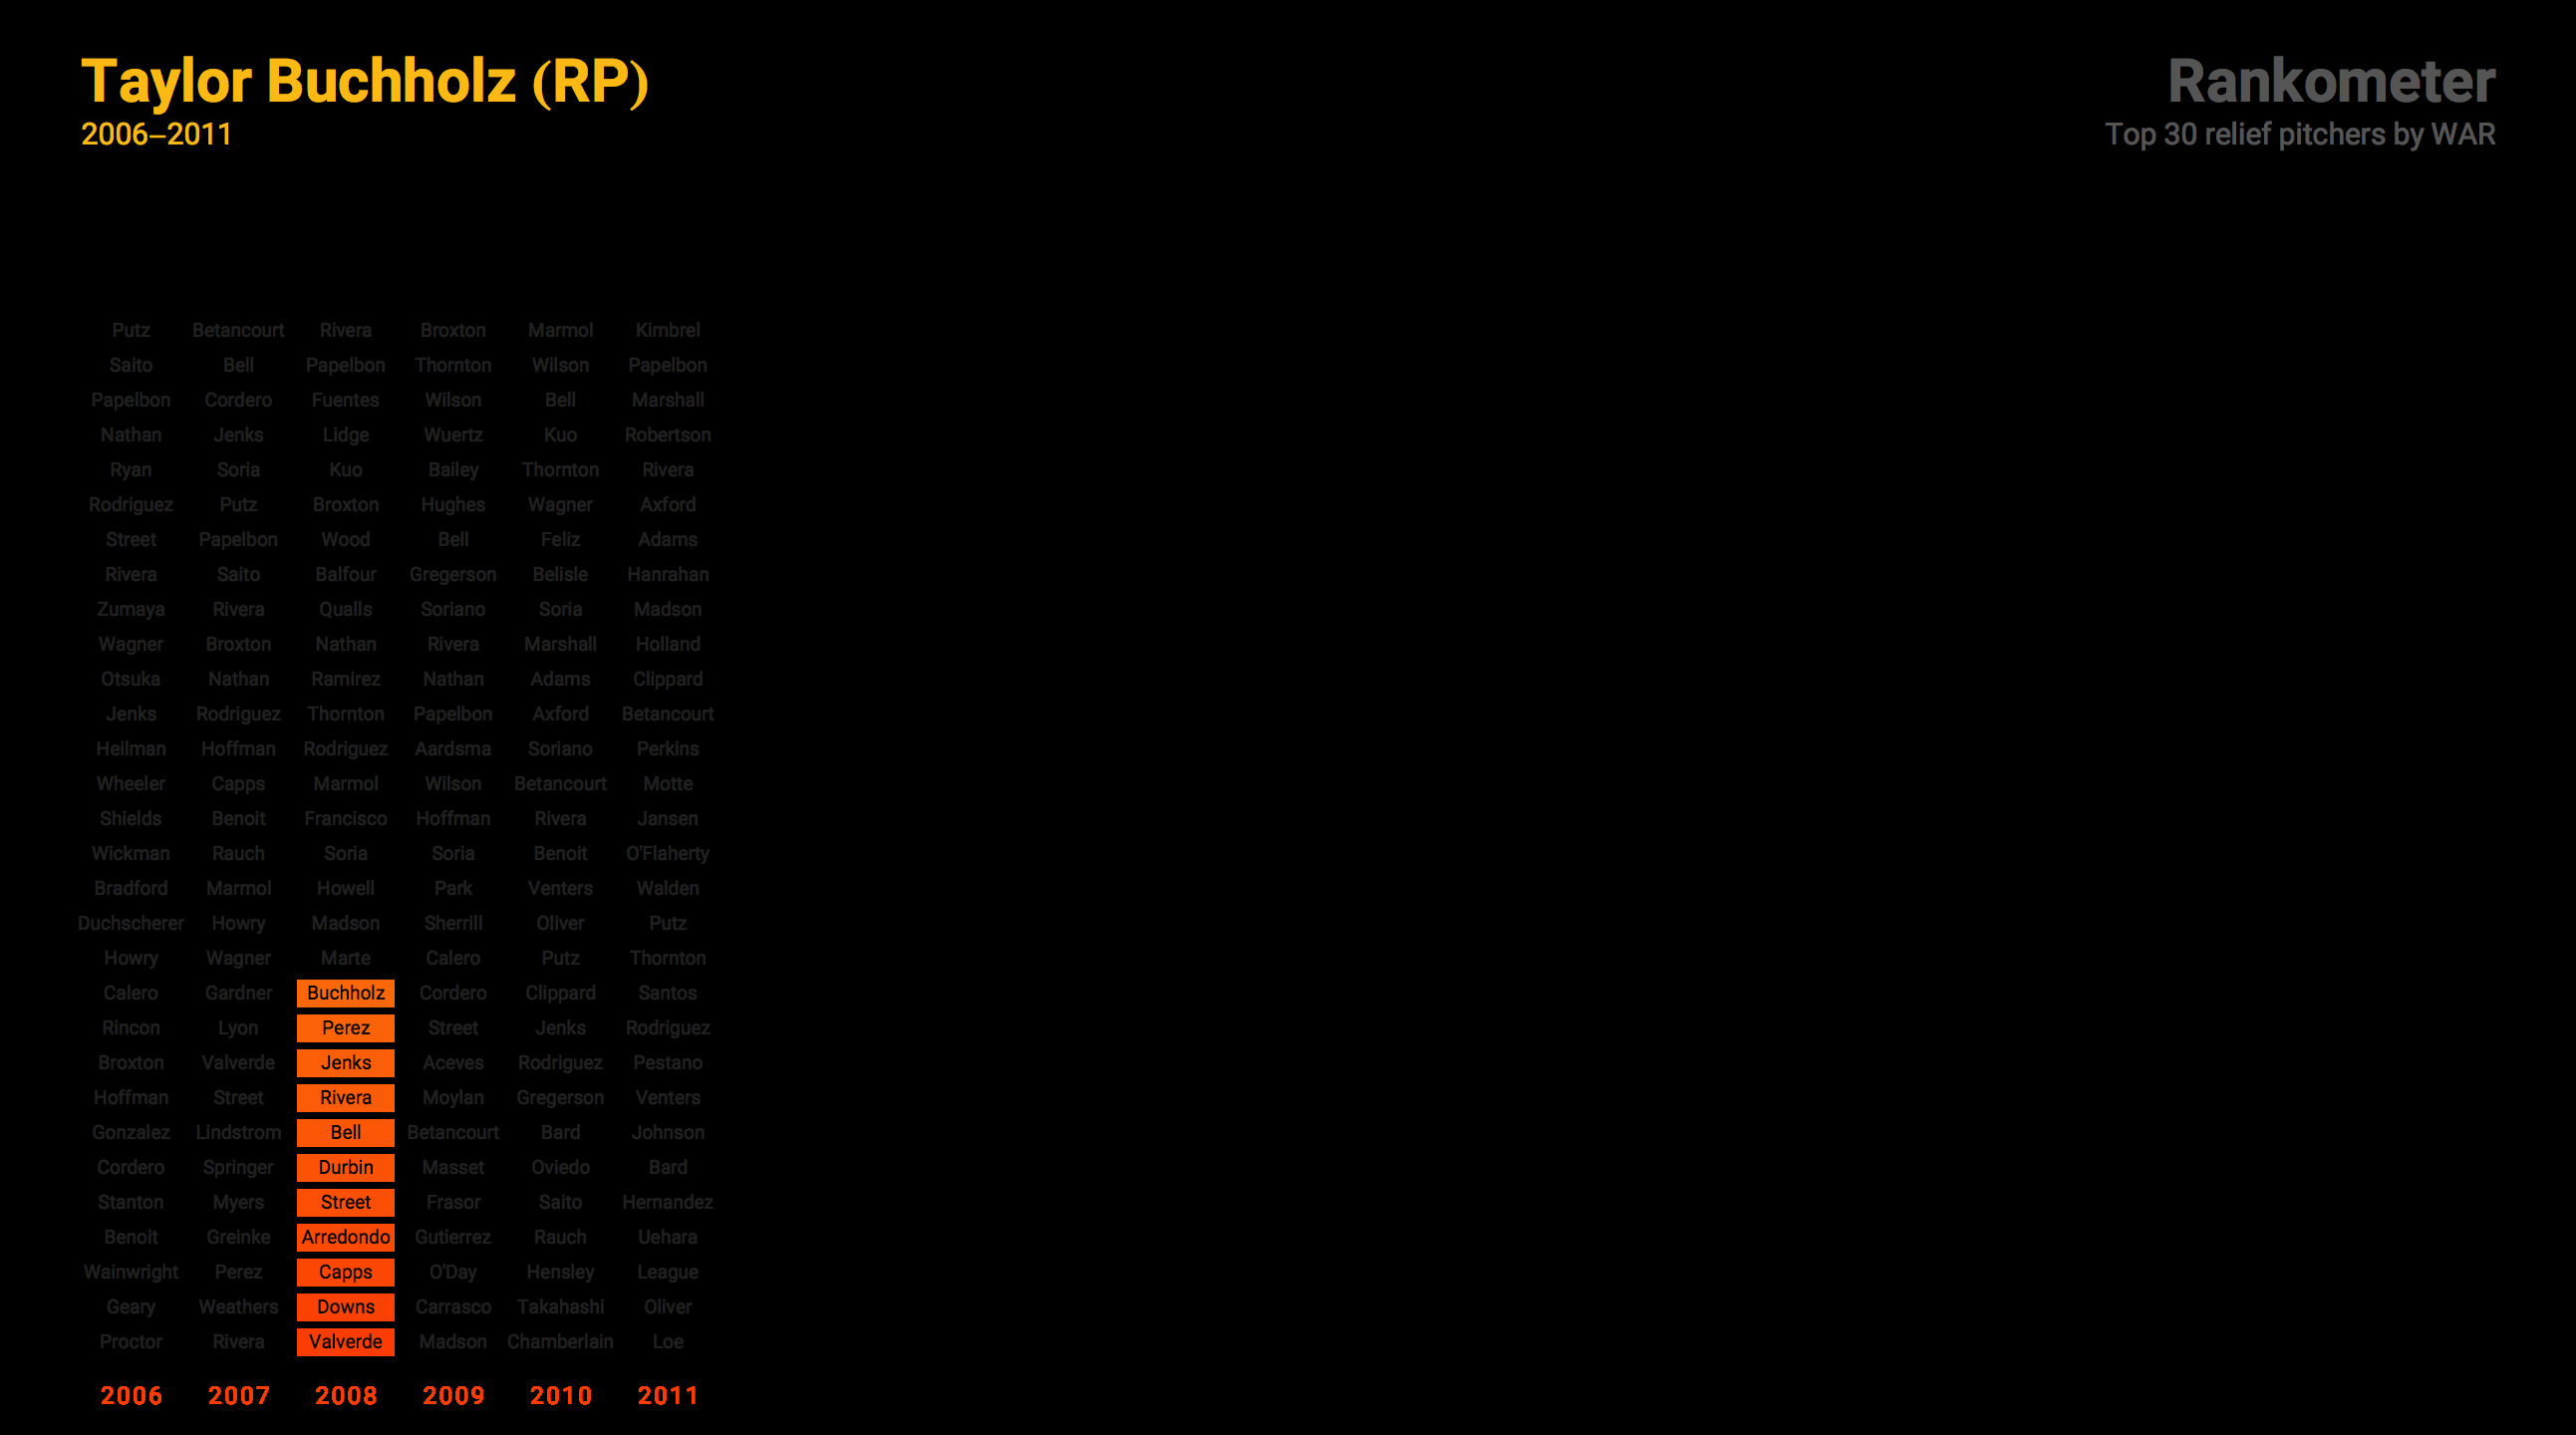 Taylor Buchholz (RP)
2006–2011
Rankometer
Top 30 relief pitchers by WAR
Putz Betancourt Rivera Broxton Marmol Kimbrel
Saito Bell Papelbon Thornton Wilson Papelbon
Papelbon Cordero Fuentes Wilson Bell Marshall
Nathan Jenks Lidge Wuertz Kuo Robertson
Ryan Soria Kuo Bailey Thornton Rivera
Rodriguez Putz Broxton Hughes Wagner Axford
Street Papelbon Wood Bell Feliz Adams
Rivera Saito Balfour Gregerson Belisle Hanrahan
Zumaya Rivera Qualls Soriano Soria Madson
Wagner Broxton Nathan Rivera Marshall Holland
Otsuka Nathan Ramirez Nathan Adams Clippard
Jenks Rodriguez Thornton Papelbon Axford Betancourt
Heilman Hoffman Rodriguez Aardsma Soriano Perkins
Wheeler Capps Marmol Wilson Betancourt Motte
Shields Benoit Francisco Hoffman Rivera Jansen
Wickman Rauch Soria Soria Benoit O'Flaherty
Bradford Marmol Howell Park Venters Walden
Duchscherer Howry Madson Sherrill Oliver Putz
Howry Wagner Marte Calero Putz Thornton
Calero Gardner Buchholz Cordero Clippard Santos
Rincon Lyon Perez Street Jenks Rodriguez
Broxton Valverde Jenks Aceves Rodriguez Pestano
Hoffman Street Rivera Moylan Gregerson Venters
Gonzalez Lindstrom Bell Betancourt Bard Johnson
Cordero Springer Durbin Masset Oviedo Bard
Stanton Myers Street Frasor Saito Hernandez
Benoit Greinke Arredondo Gutierrez Rauch Uehara
Wainwright Perez Capps O'Day Hensley League
Geary Weathers Downs Carrasco Takahashi Oliver
Proctor Rivera Valverde Madson Chamberlain Loe
2006 2007 2008 2009 2010 2011